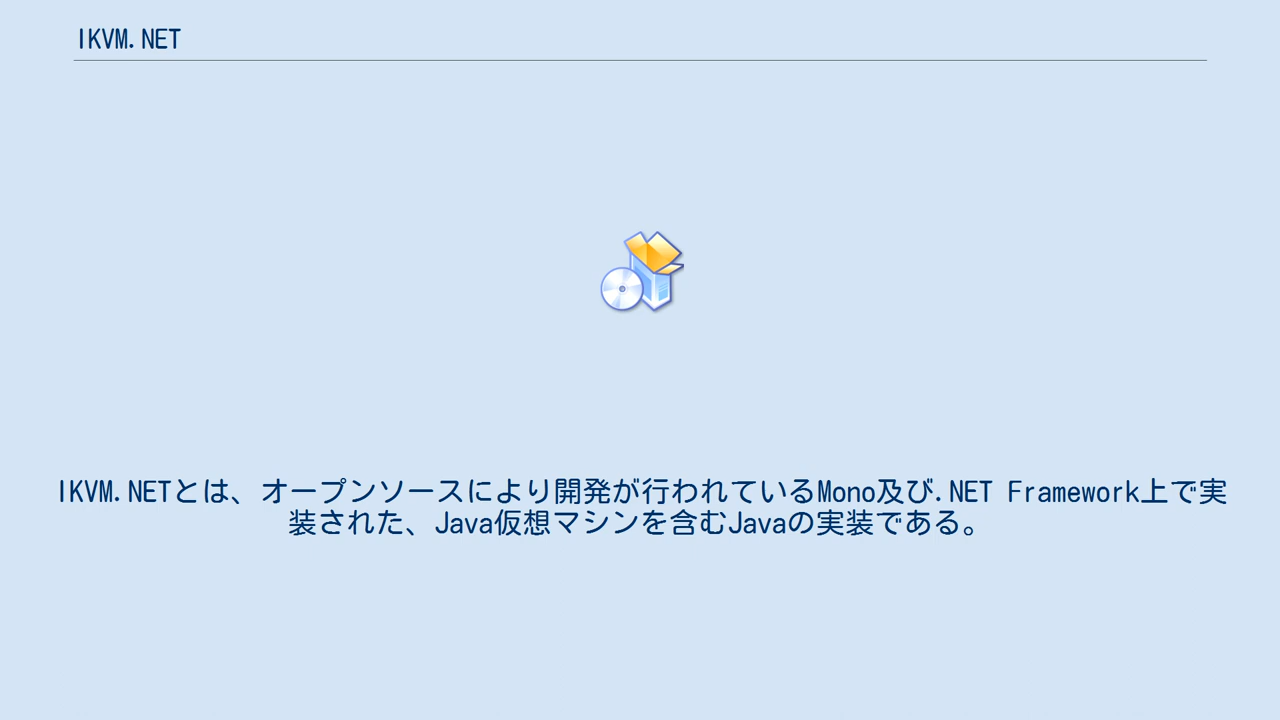 IKVM.NET
IKVM.NETとは、オープンソースにより開発が行われているMono及び.NET Framework上で実
装された、Java仮想マシンを含むJavaの実装である。